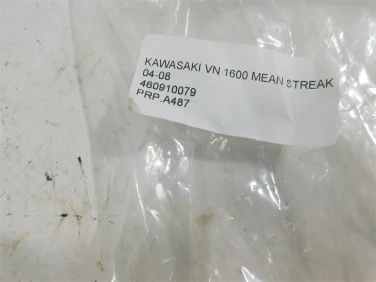 KAWASAKI VN 1600 MEAN STREAK
04-08
460910079
PRP.A487